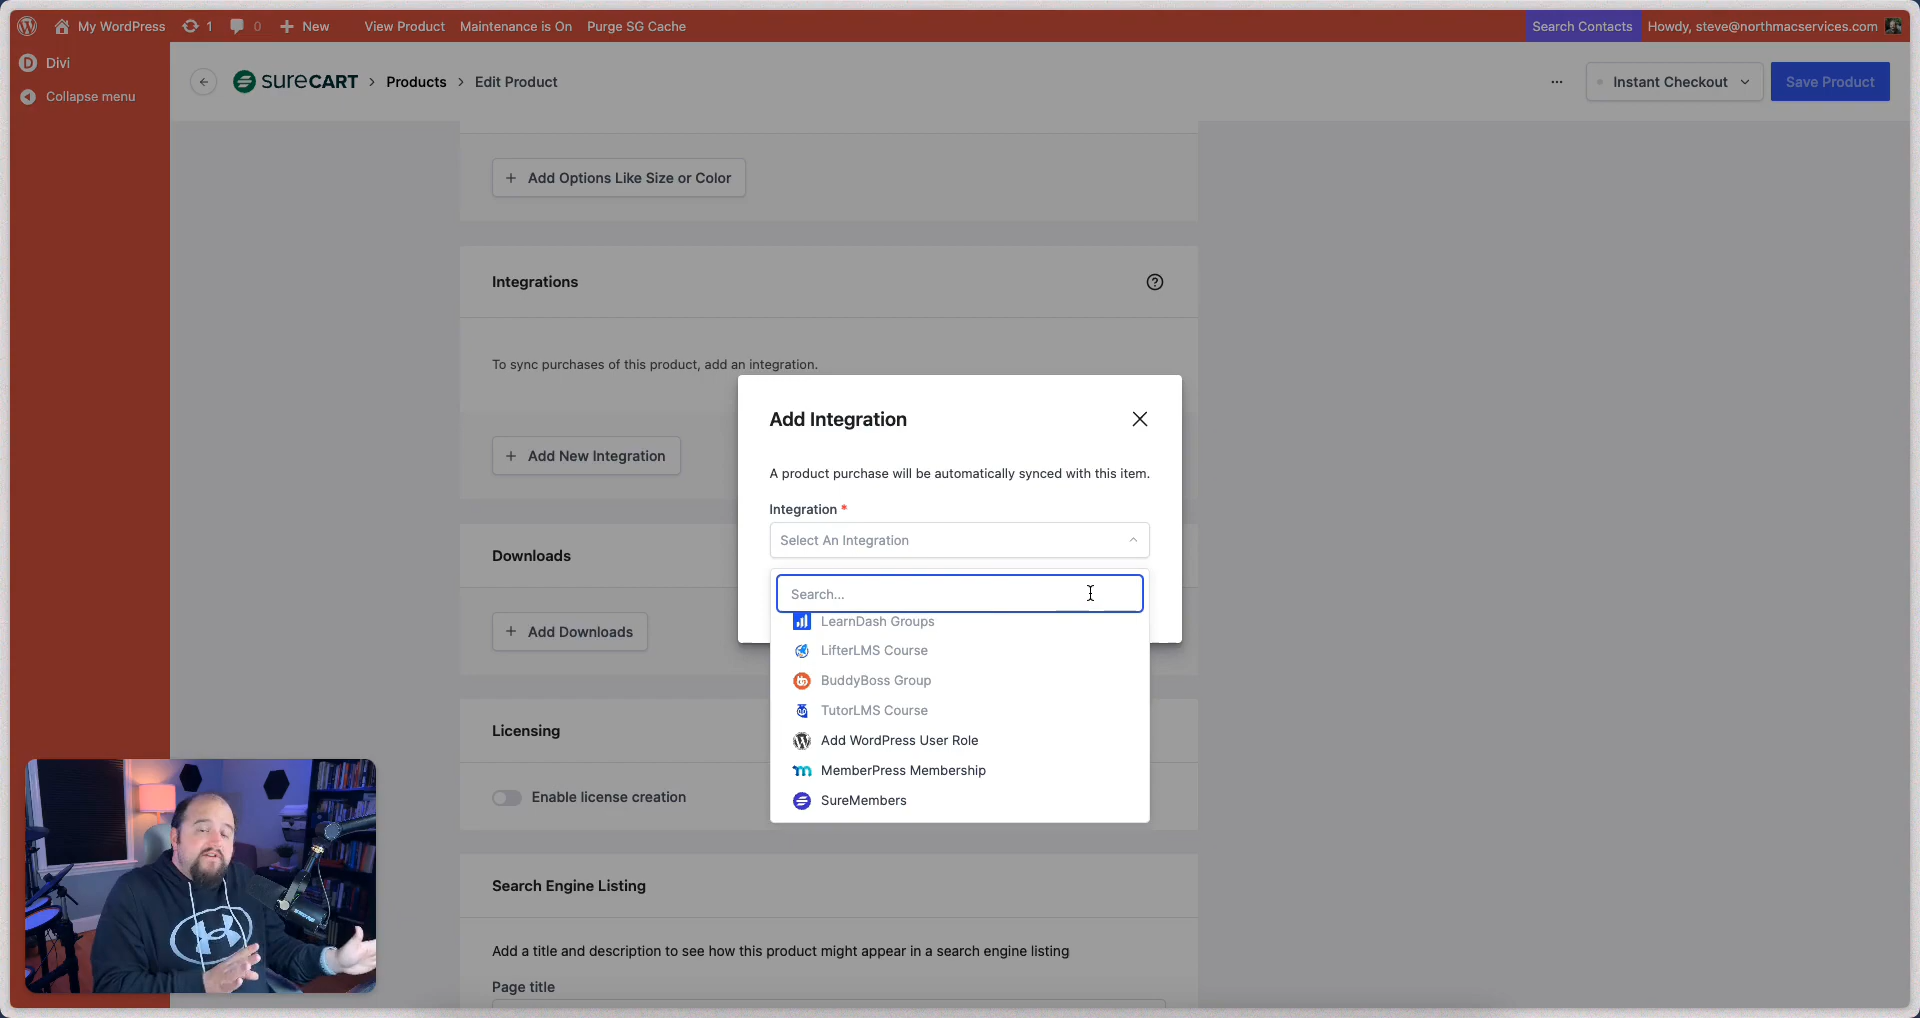 My WordPress 1 0 New View Product Maintenance is On Purge SG Cache Search Contacts Howdy, steve@northmacservices.com
Divi
Collapse menu
SURECART > Products > Edit Product ... Instant Checkout Save Product
+ Add Options Like Size or Color
Integrations
To sync purchases of this product, add an integration.
+ Add New Integration
Add Integration
A product purchase will be automatically synced with this item.
Integration *
Select An Integration
Search...
LearnDash Groups
LifterLMS Course
BuddyBoss Group
TutorLMS Course
Add WordPress User Role
MemberPress Membership
SureMembers
Downloads
+ Add Downloads
Licensing
Enable license creation
Search Engine Listing
Add a title and description to see how this product might appear in a search engine listing
Page title